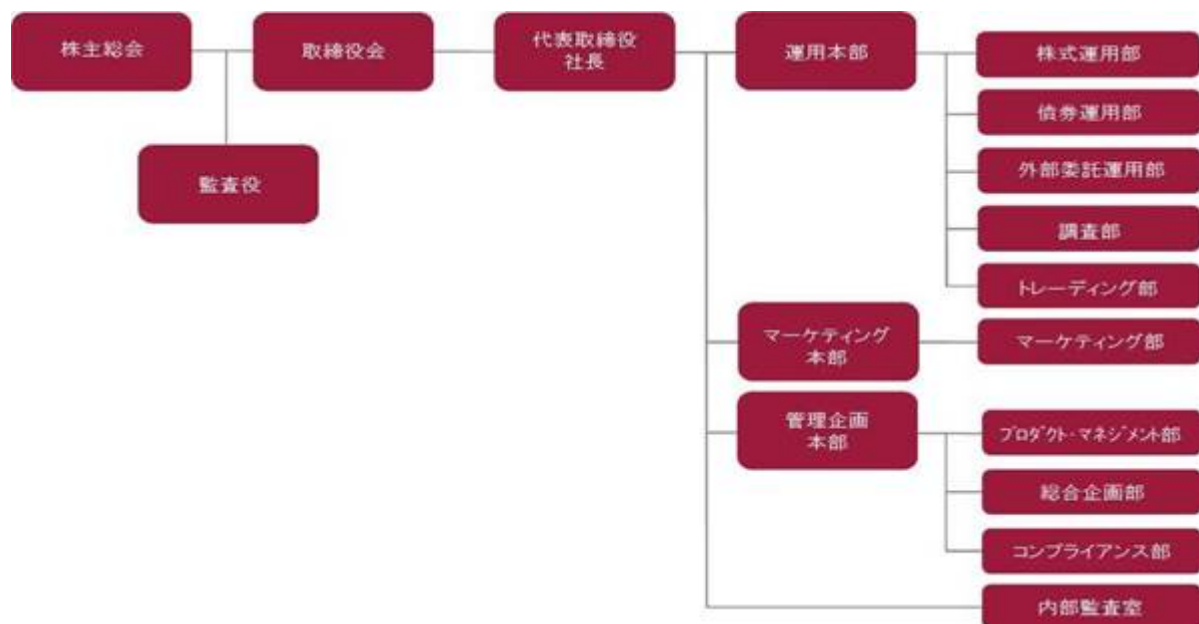 株主総会
取締役会
代表取締役
社長
運用本部
株式運用部
債券運用部
外部委託運用部
調査部
トレーディング部
監査役
マーケティング
本部
マーケティング部
管理企画
本部
プロダクト・マネジメント部
総合企画部
コンプライアンス部
内部監査室